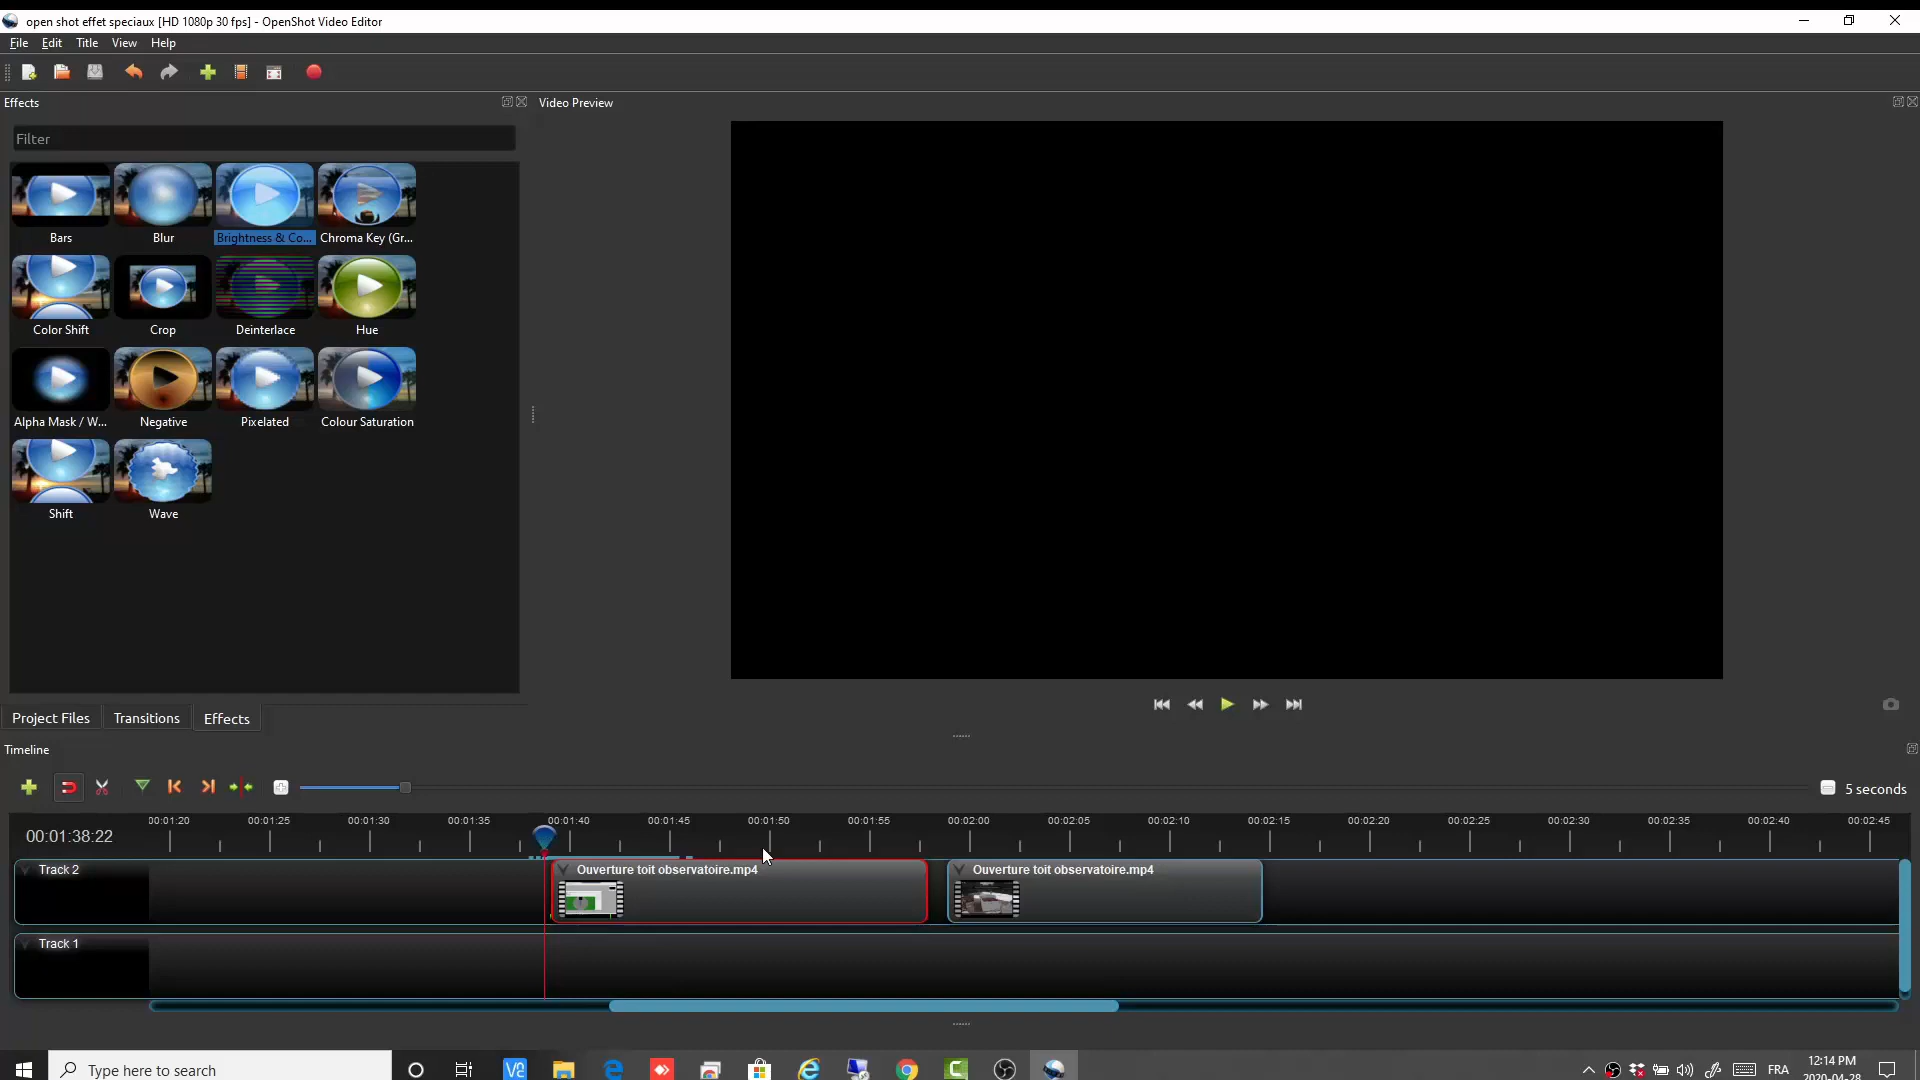 open shot effet speciaux [HD 1080p 30 fps] - OpenShot Video Editor
File Edit Title View Help
Effects
Video Preview
Filter
Bars Blur Brightness & Co... Chroma Key (Gr...
Color Shift Crop Deinterlace Hue
Alpha Mask / W... Negative Pixelated Colour Saturation
Shift Wave
Project Files Transitions Effects
Timeline
5 seconds
00:01:38:22
00:01:20 00:01:25 00:01:30 00:01:35 00:01:40 00:01:45 00:01:50 00:01:55 00:02:00 00:02:05 00:02:10 00:02:15 00:02:20 00:02:25 00:02:30 00:02:35 00:02:40 00:02:45
Track 2
Ouverture toit observatoire.mp4
Ouverture toit observatoire.mp4
Track 1
Type here to search
FRA
12:14 PM
2020-04-28